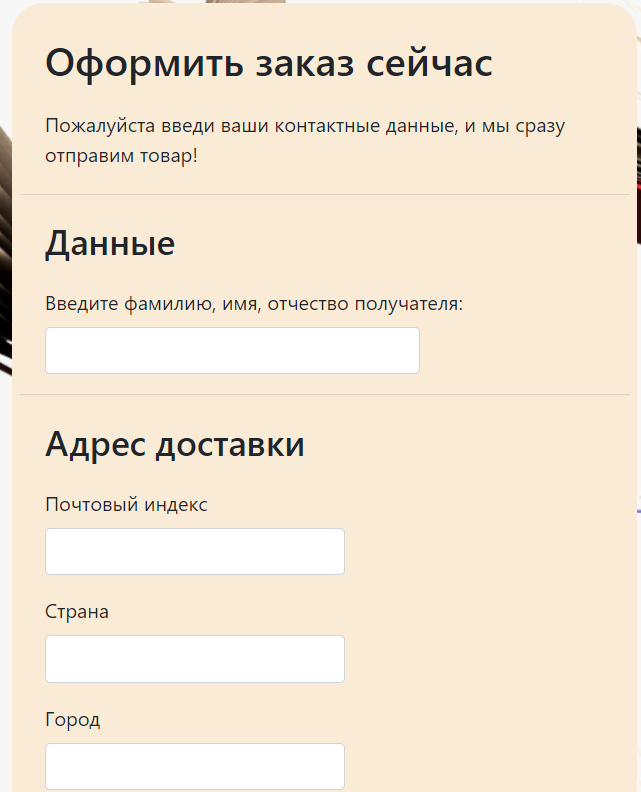 Оформить заказ сейчас
Пожалуйста введи ваши контактные данные, и мы сразу
отправим товар!
Данные
Введите фамилию, имя, отчество получателя:
Адрес доставки
Почтовый индекс
Страна
Город